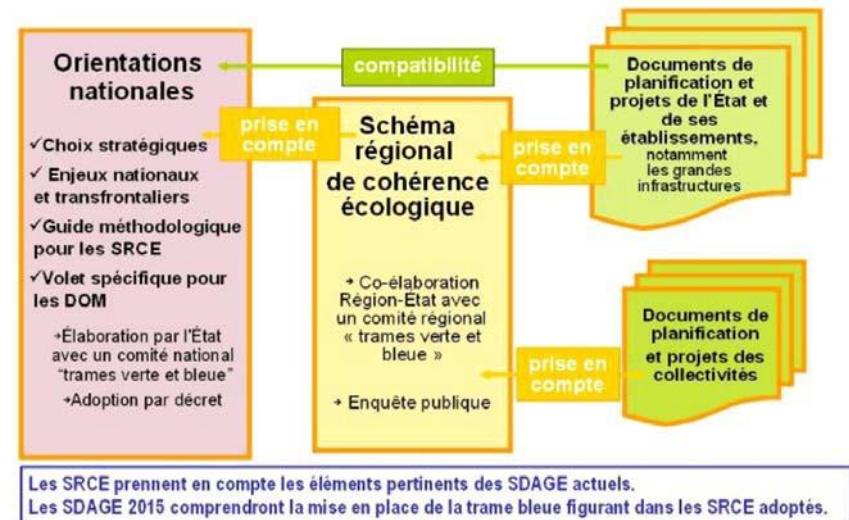 Orientations
nationales
✓Choix stratégiques
✓Enjeux nationaux
et transfrontaliers
✓Guide méthodologique
pour les SRCE
✓Volet spécifique pour
les DOM
→Élaboration par l'État
avec un comité national
"trames verte et bleue"
→Adoption par décret
compatibilité
prise en
compte
Schéma
régional
de cohérence
écologique
→ Co-élaboration
Région-État avec
un comité régional
« trames verte et
bleue »
→ Enquête publique
prise en
compte
Documents de
planification et
projets de l'État et
de ses
établissements,
notamment
les grandes
infrastructures
prise en
compte
Documents de
planification
et projets des
collectivités
Les SRCE prennent en compte les éléments pertinents des SDAGE actuels.
Les SDAGE 2015 comprendront la mise en place de la trame bleue figurant dans les SRCE adoptés.